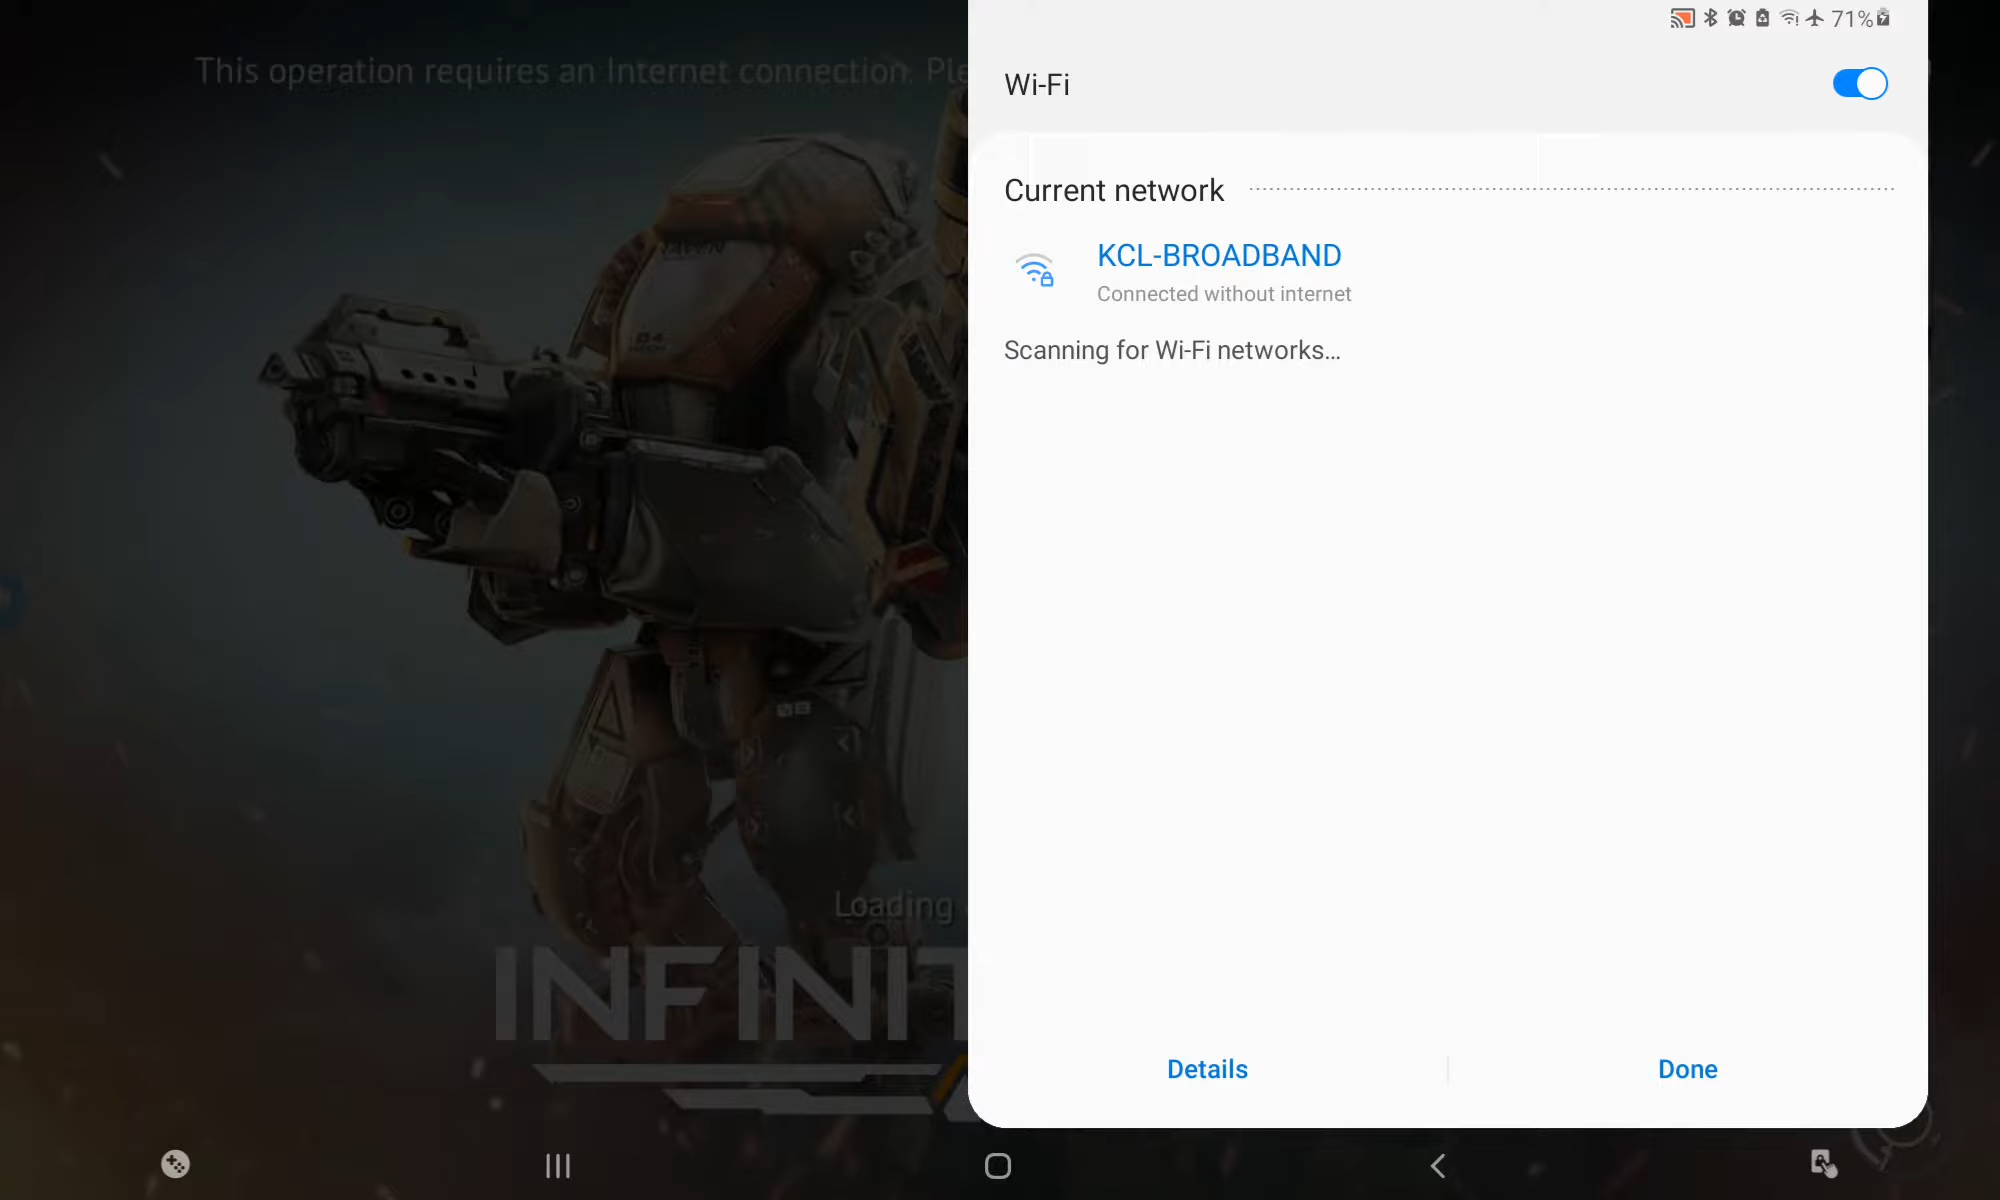 71%
This operation requires an Internet connection. Ple
Wi-Fi
Current network
KCL-BROADBAND
Connected without internet
Scanning for Wi-Fi networks...
RAVEN
Loading
INFINIT
Details
Done